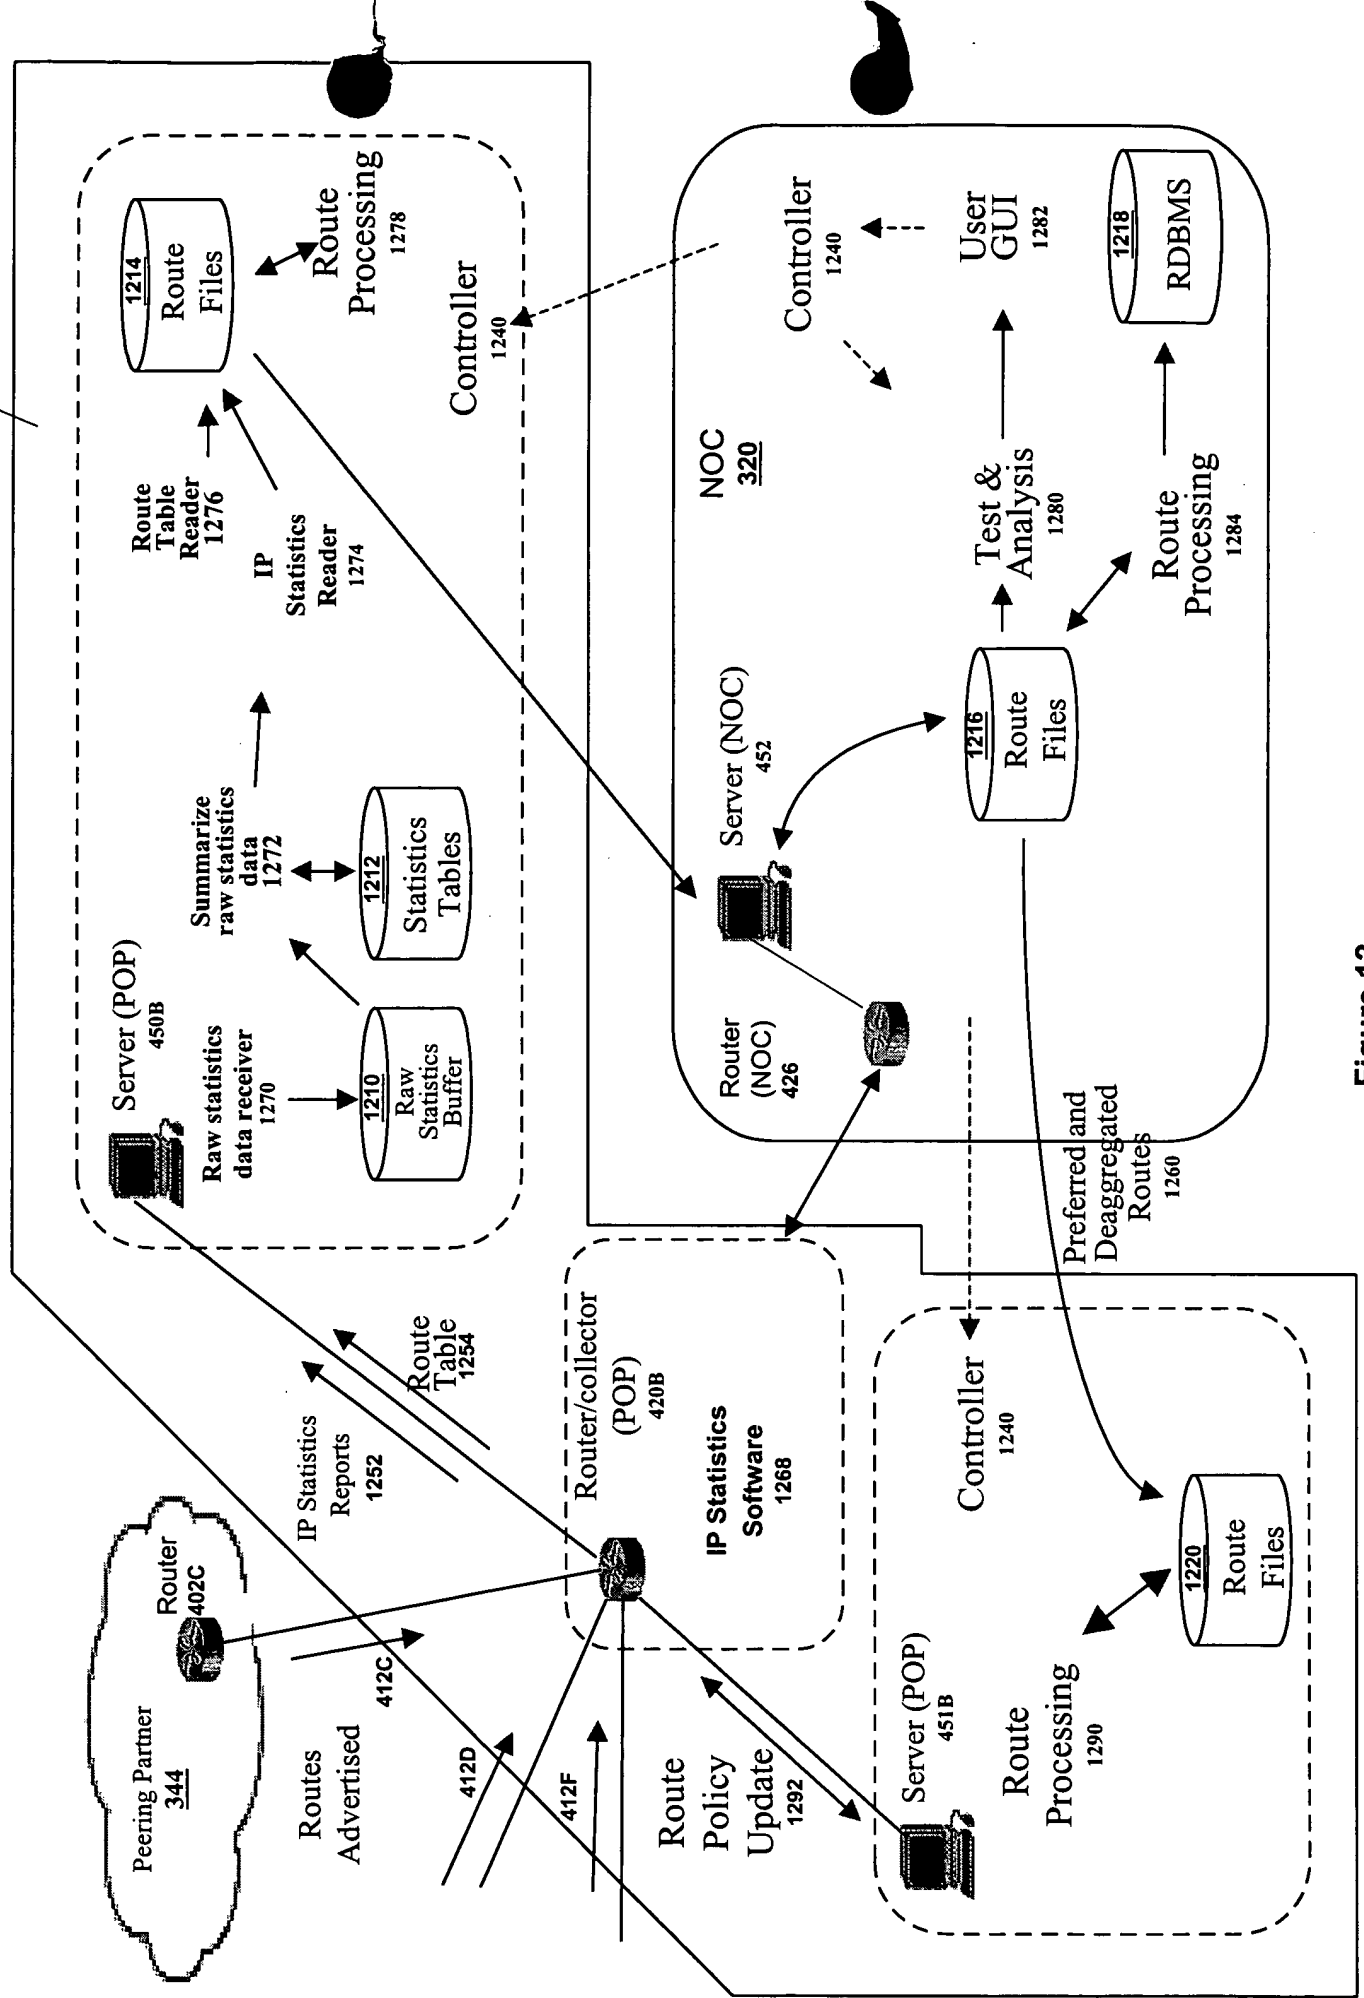 Peering Partner
344
Router
402C
Routes
Advertised
412C
412D
412F
IP Statistics
Reports
1252
Route
Table
1254
Server (POP)
450B
Raw statistics
data receiver
1270
1210
Raw
Statistics
Buffer
Summarize
raw statistics
data
1272
1212
Statistics
Tables
Route
Table
Reader
1276
IP
Statistics
Reader
1274
1214
Route
Files
Route
Processing
1278
Controller
1240
Router/collector
(POP)
420B
IP Statistics
Software
1268
Route
Policy
Update
1292
Server (POP)
451B
Route
Processing
1290
Controller
1240
1220
Route
Files
Preferred and
Deaggregated
Routes
1260
Router
(NOC)
426
Server (NOC)
452
NOC
320
Controller
1240
1216
Route
Files
Test &
Analysis
1280
User
GUI
1282
Route
Processing
1284
1218
RDBMS